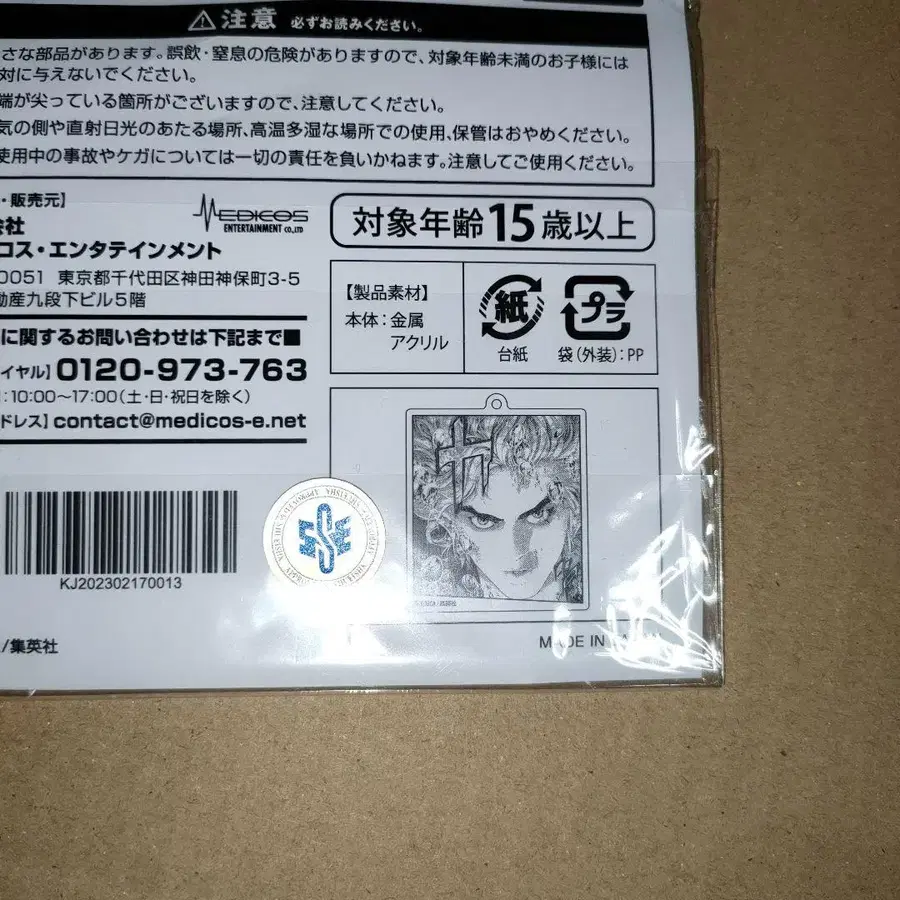 ⚠注意 必ずお読みください。
さな部品があります。誤飲・窒息の危険がありますので、対象年齢未満のお子様には
対に与えないでください。
端が尖っている箇所がございますので、注意してください。
気の側や直射日光のあたる場所、高温多湿な場所での使用、保管はおやめください。
使用中の事故やケガについては一切の責任を負いかねます。注意してご使用ください。
・販売元】
会社
コス・エンタテインメント
MEDICOS
ENTERTAINMENT CO.,LTD
0051 東京都千代田区神田神保町3-5
動産九段下ビル5階
に関するお問い合わせは下記まで■
イヤル】0120-973-763
:10:00〜17:00(土・日・祝日を除く)
ドレス】contact@medicos-e.net
対象年齢15歳以上
【製品素材】
本体:金属
アクリル
紙
台紙
プラ
袋(外装):PP
KJ202302170013
/集英社
MADE IN